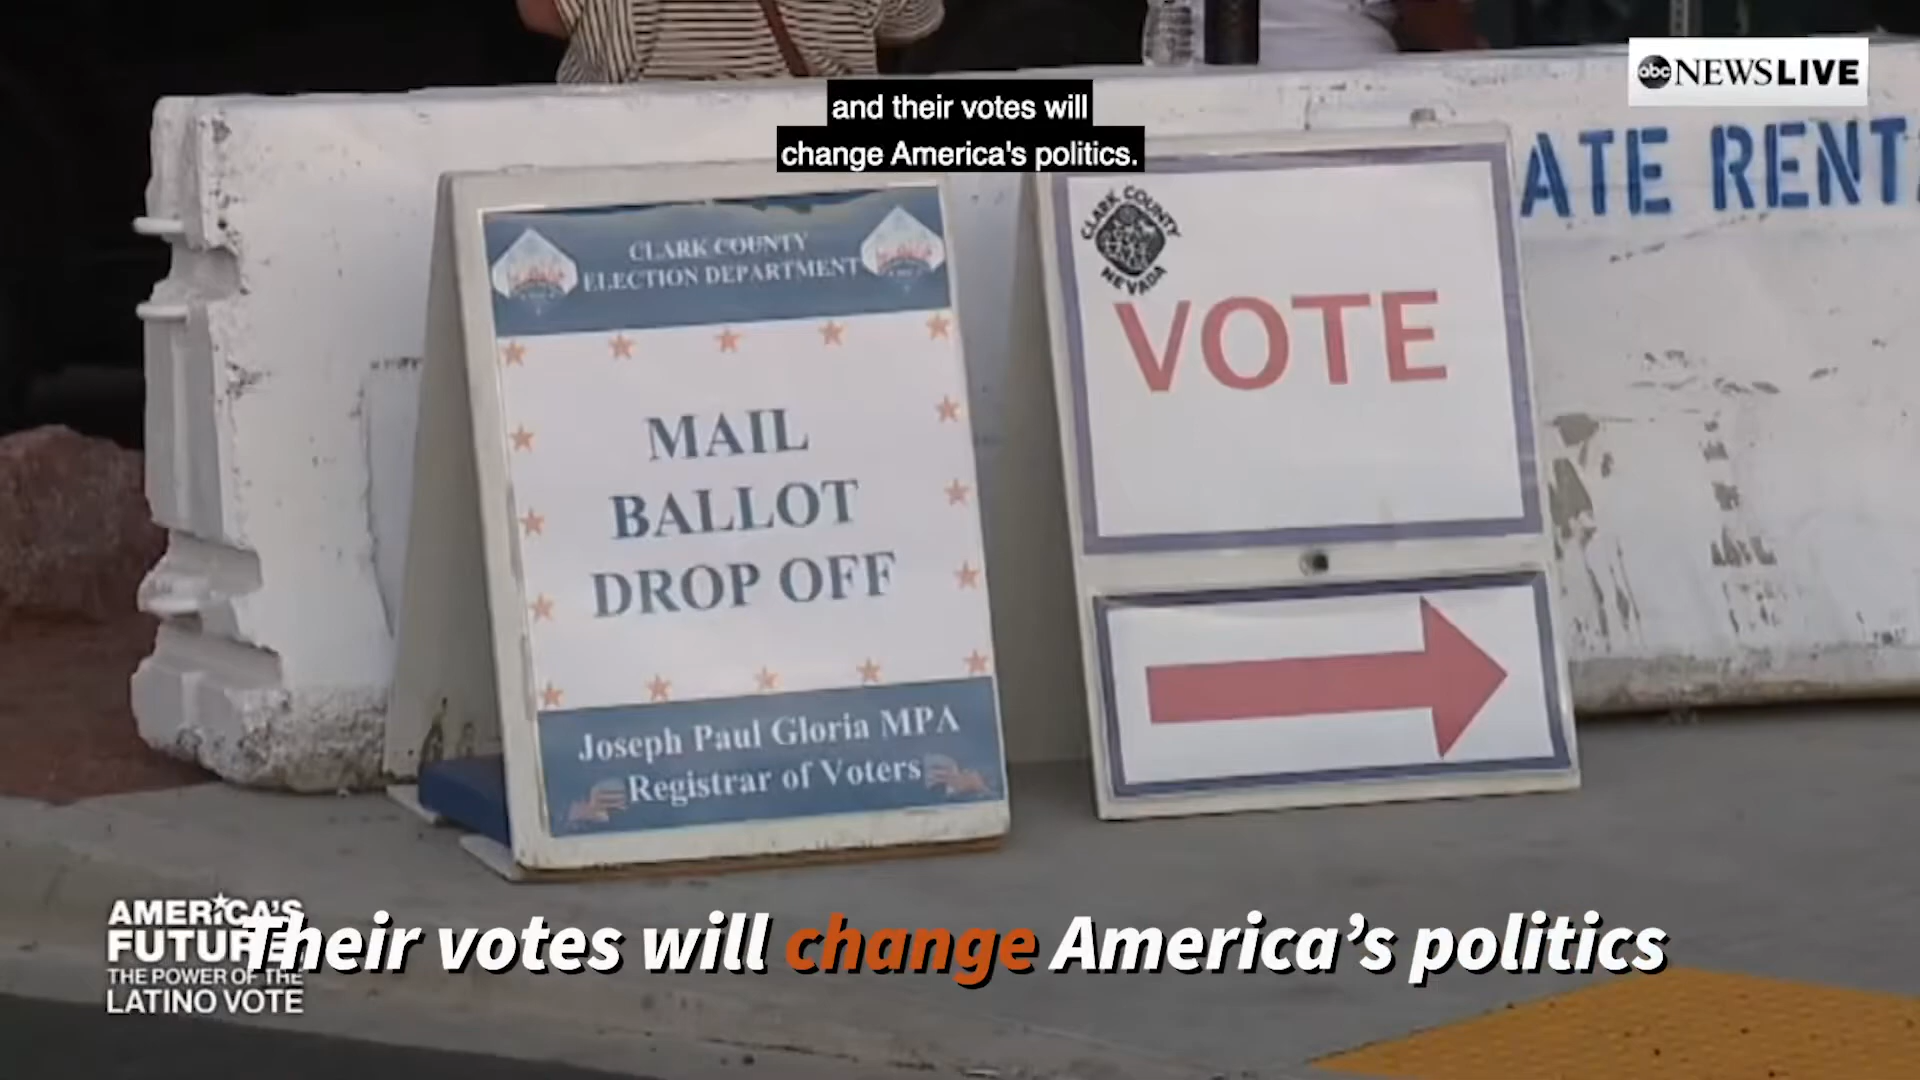 abc NEWS LIVE
and their votes will
change America's politics.
ATE RENT
CLARK COUNTY
ELECTION DEPARTMENT
MAIL
BALLOT
DROP OFF
Joseph Paul Gloria MPA
Registrar of Voters
CLARK COUNTY
NEVADA
VOTE
AMERICA'S
FUTURE
THE POWER OF THE
LATINO VOTE
Their votes will change America's politics